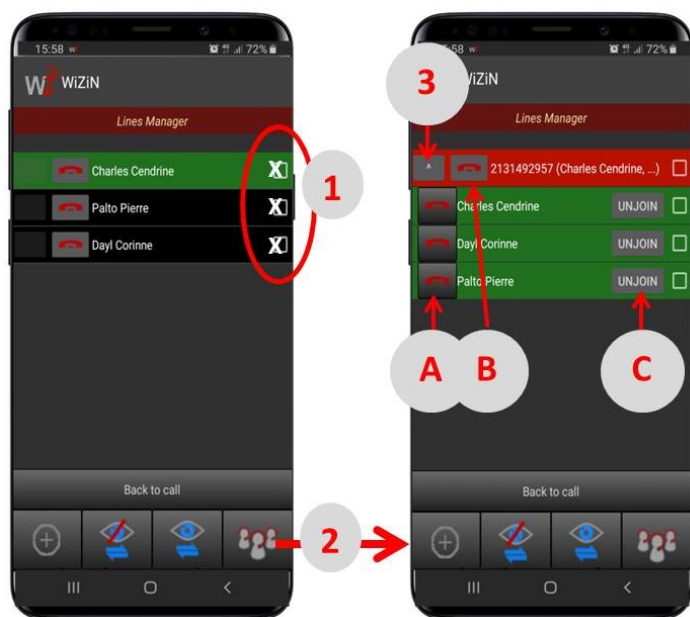 15:58 W
72%
WiZiN
Lines Manager
X Charles Cendrine
X Palto Pierre
X Dayl Corinne
1
Back to call
2
:58 W
72%
3
WiZiN
Lines Manager
^ 2131492957 (Charles Cendrine, ...)
Charles Cendrine UNJOIN
Dayl Corinne UNJOIN
Palto Pierre UNJOIN
A B C
Back to call